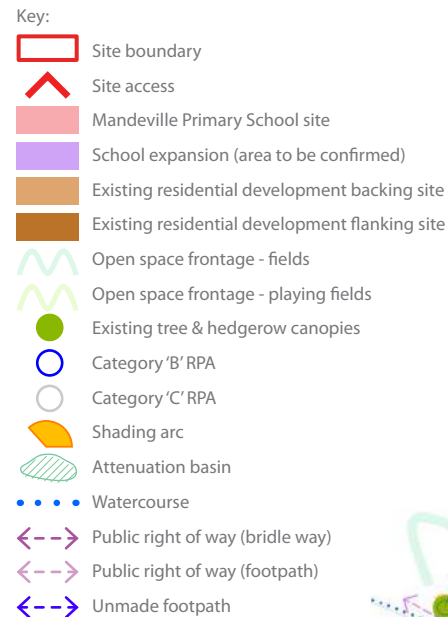 Key:
Site boundary
Site access
Mandeville Primary School site
School expansion (area to be confirmed)
Existing residential development backing site
Existing residential development flanking site
Open space frontage - fields
Open space frontage - playing fields
Existing tree & hedgerow canopies
Category ‘B’ RPA
Category ‘C’ RPA
Shading arc
Attenuation basin
Watercourse
Public right of way (bridle way)
Public right of way (footpath)
Unmade footpath